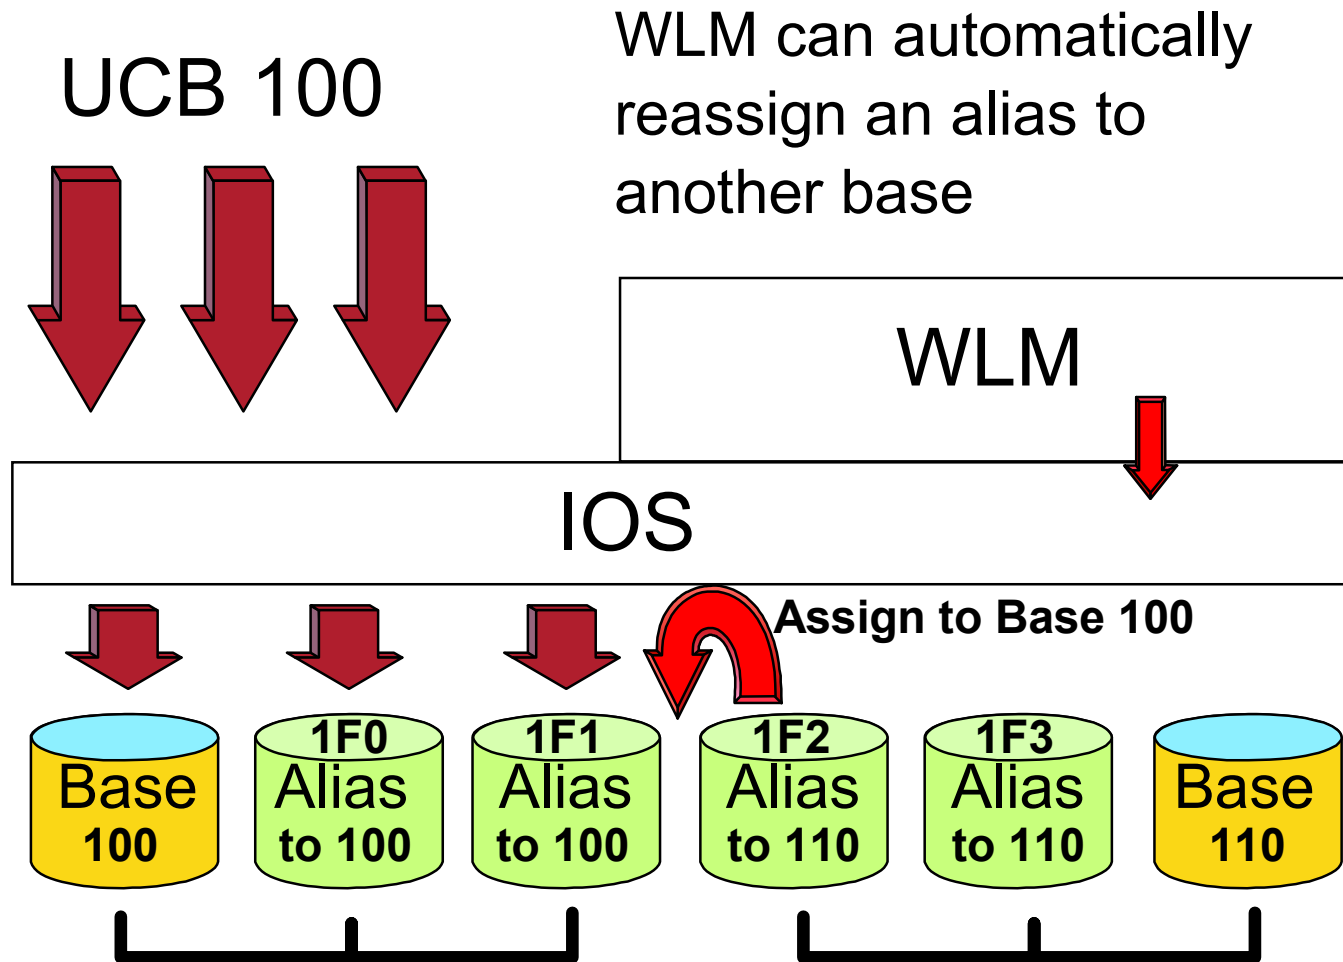 UCB 100
WLM can automatically
reassign an alias to
another base
WLM
IOS
Assign to Base 100
Base
100
1F0
Alias
to 100
1F1
Alias
to 100
1F2
Alias
to 110
1F3
Alias
to 110
Base
110